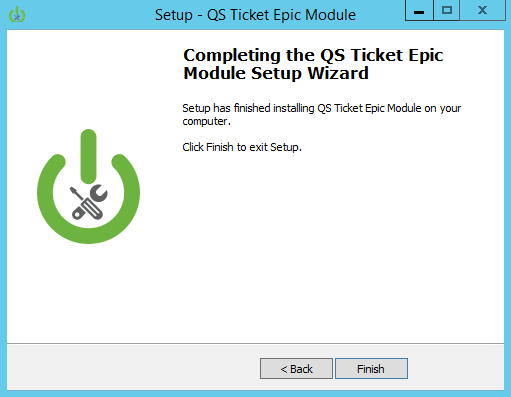 Setup - QS Ticket Epic Module
Completing the QS Ticket Epic
Module Setup Wizard
Setup has finished installing QS Ticket Epic Module on your
computer.
Click Finish to exit Setup.
< Back
Finish